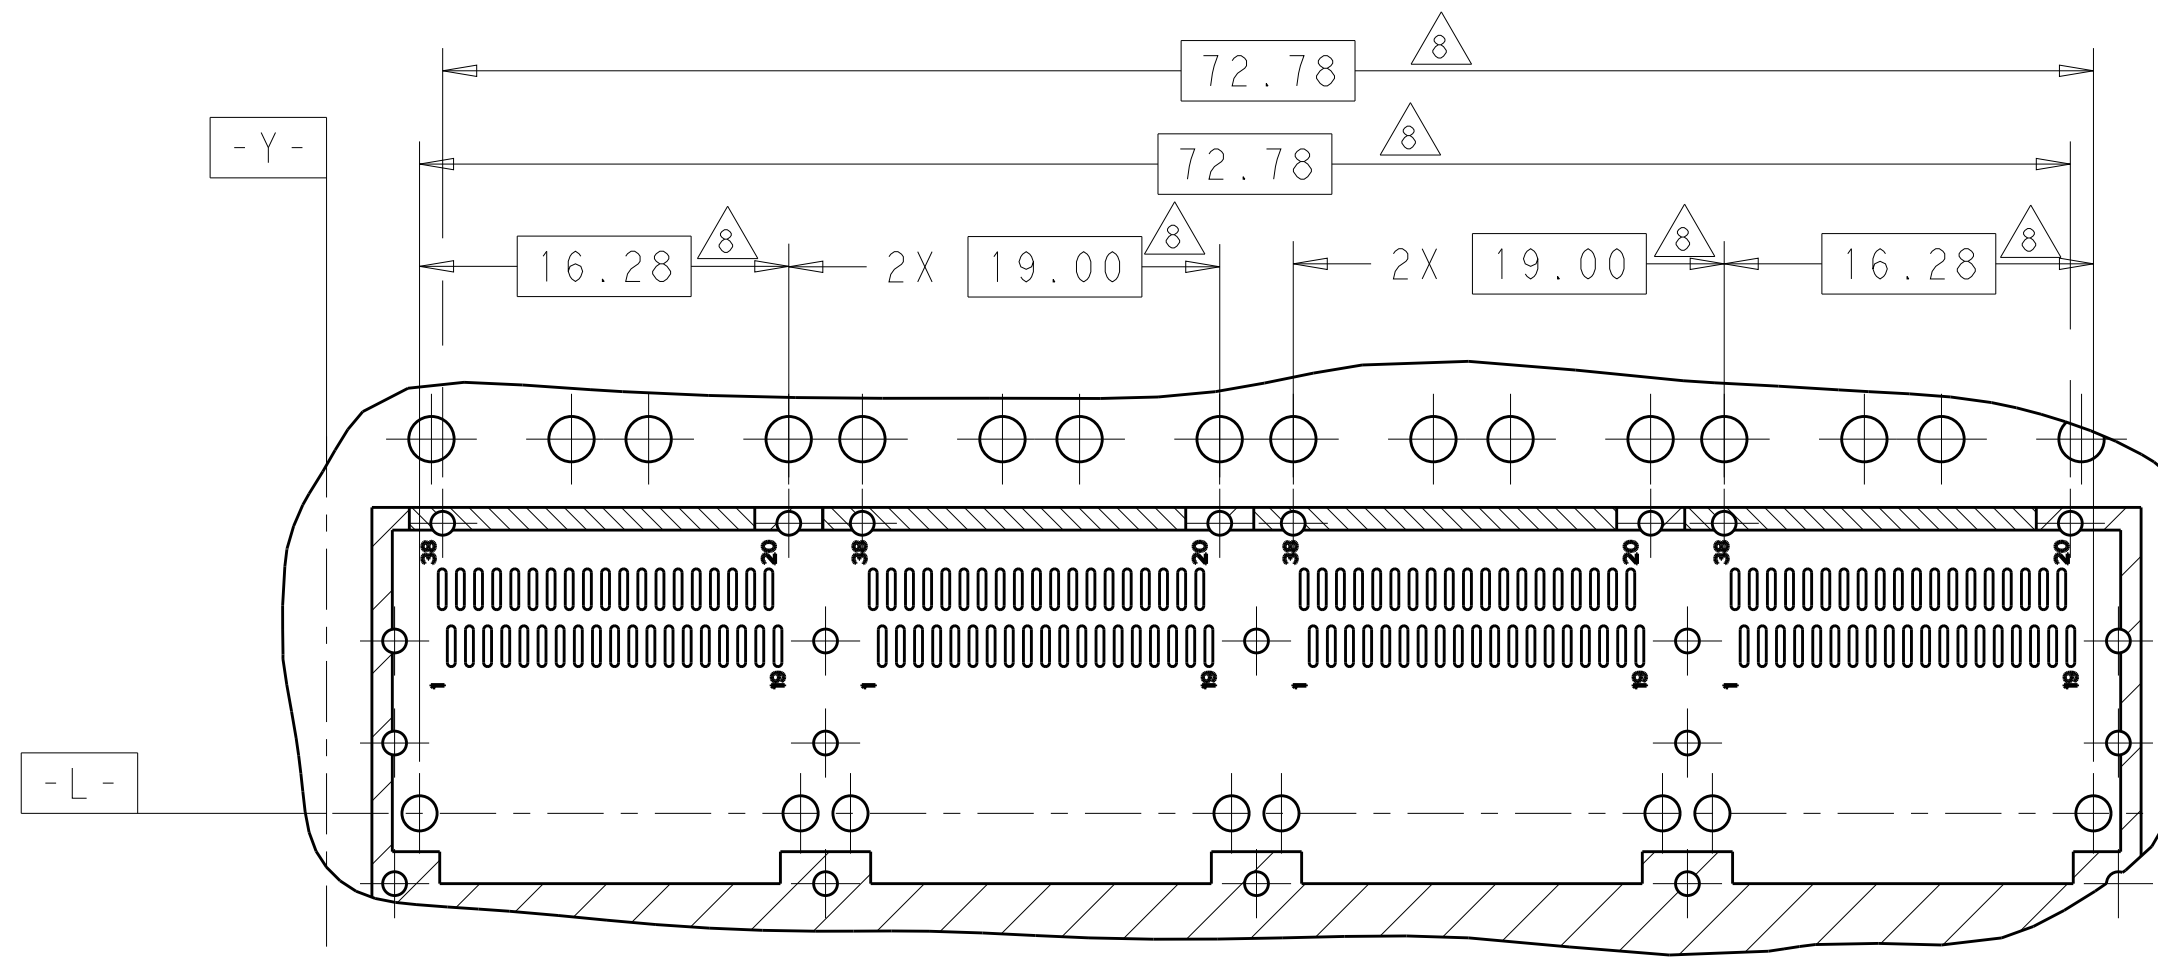 72.78 8
-Y-
72.78 8
16.28 8 2X 19.00 8 2X 19.00 8 16.28 8
38 20 38 20 38 20 38 20
1 19 1 19 1 19 1 19
-L-